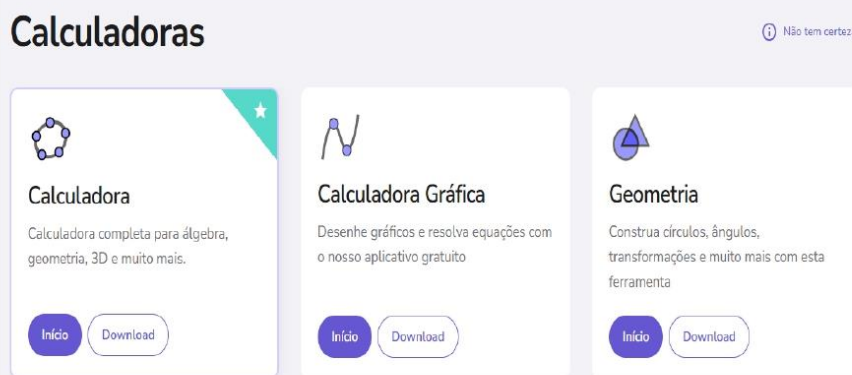 Calculadoras
Não tem certez
Calculadora
Calculadora completa para álgebra,
geometria, 3D e muito mais.
Início
Download
Calculadora Gráfica
Desenhe gráficos e resolva equações com
o nosso aplicativo gratuito
Início
Download
Geometria
Construa círculos, ângulos,
transformações e muito mais com esta
ferramenta
Início
Download